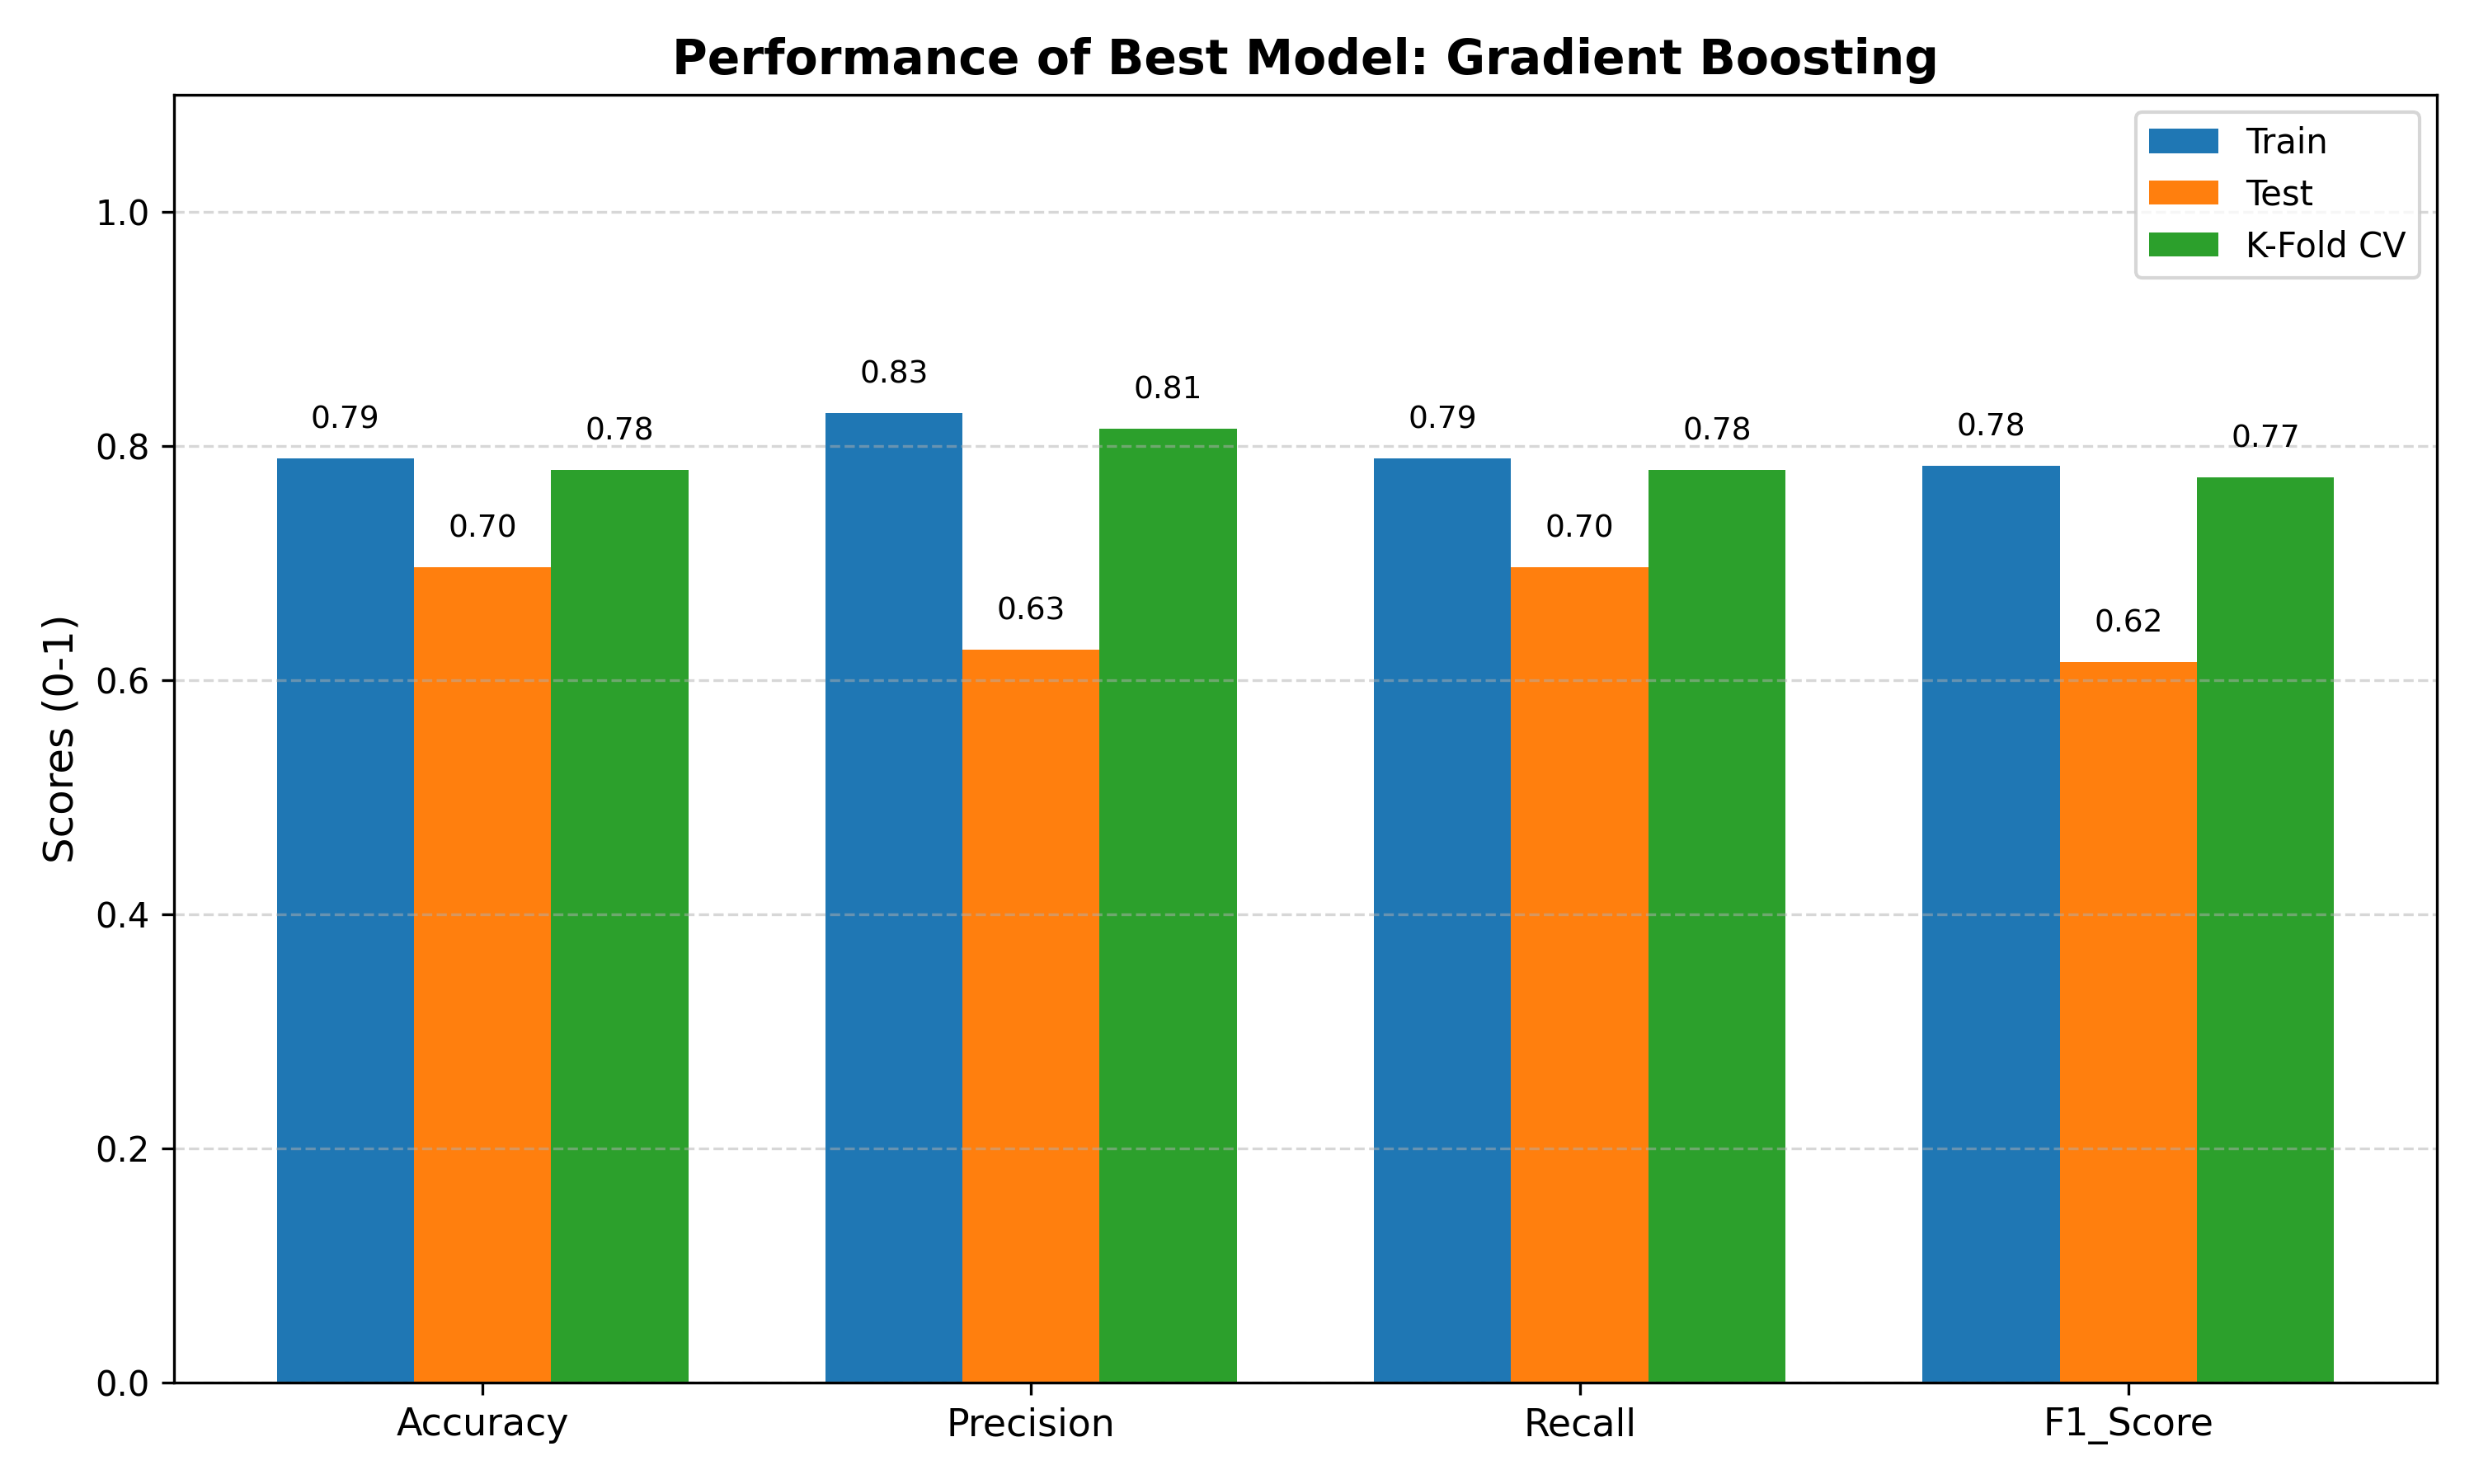 Performance of Best Model: Gradient Boosting
Train
Test
K-Fold CV
Scores (0-1)
1.0
0.8
0.6
0.4
0.2
0.0
0.79
0.70
0.78
0.83
0.63
0.81
0.79
0.70
0.78
0.78
0.62
0.77
Accuracy
Precision
Recall
F1_Score